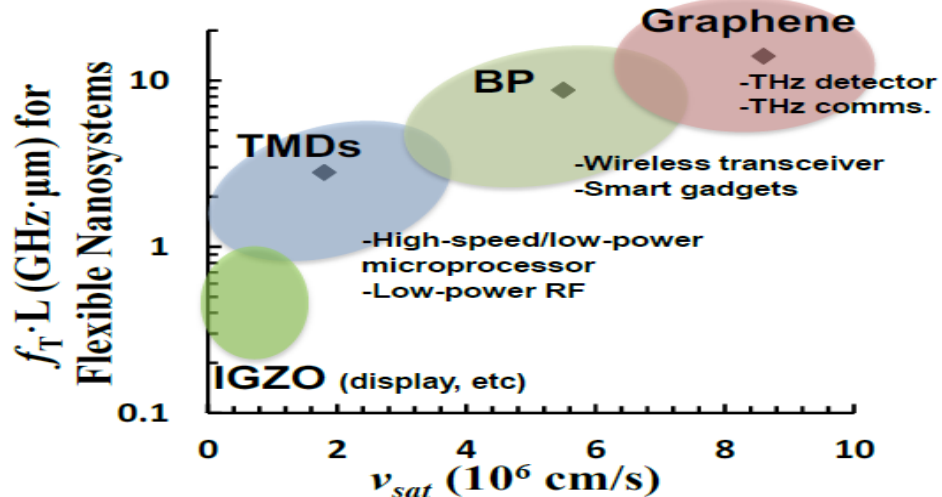 Graphene
-THz detector
-THz comms.
BP
-Wireless transceiver
-Smart gadgets
TMDs
-High-speed/low-power
microprocessor
-Low-power RF
IGZO (display, etc)
f_T·L (GHz·μm) for
Flexible Nanosystems
10
1
0.1
0 2 4 6 8 10
v_sat (10⁶ cm/s)